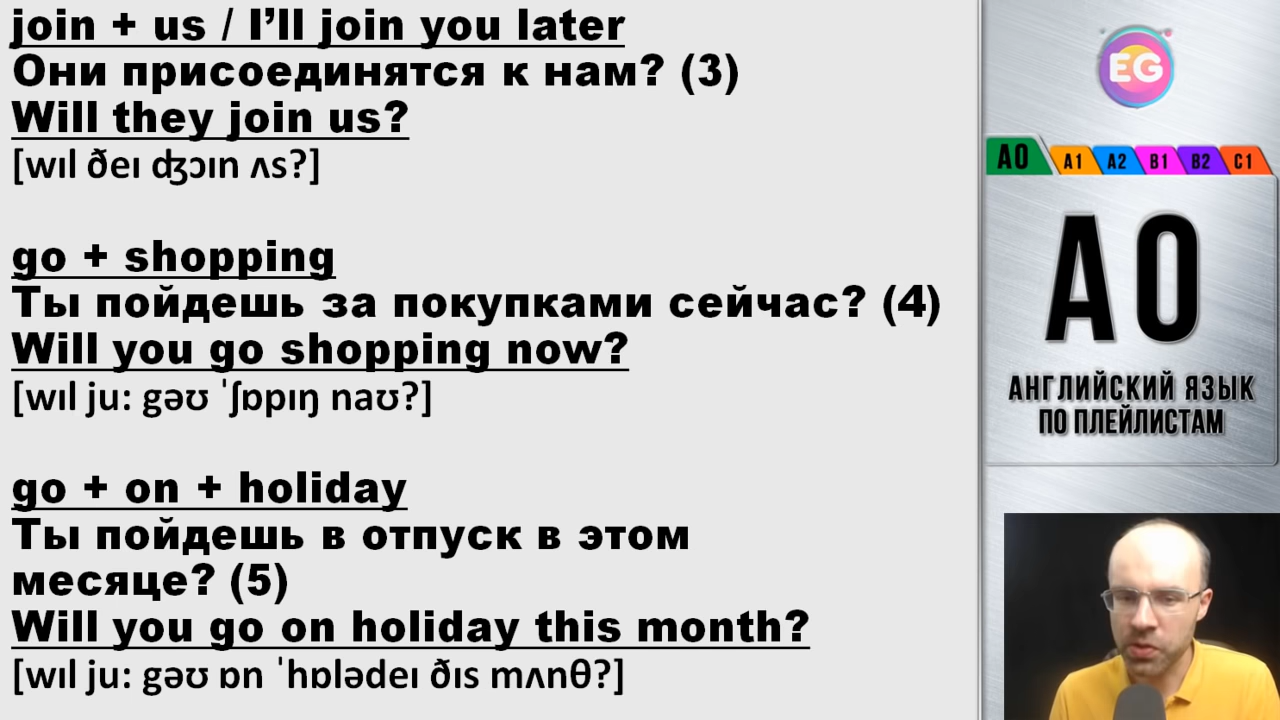 join + us / I’ll join you later
Они присоединятся к нам? (3)
Will they join us?
[wɪl ðeɪ ʤɔɪn ʌs?]
go + shopping
Ты пойдешь за покупками сейчас? (4)
Will you go shopping now?
[wɪl ju: gəʊ ˈʃɒpɪŋ naʊ?]
go + on + holiday
Ты пойдешь в отпуск в этом
месяце? (5)
Will you go on holiday this month?
[wɪl ju: gəʊ ɒn ˈhɒlədeɪ ðɪs mʌnθ?]
EG
A0 A1 A2 B1 B2 C1
A0
АНГЛИЙСКИЙ ЯЗЫК
ПО ПЛЕЙЛИСТАМ